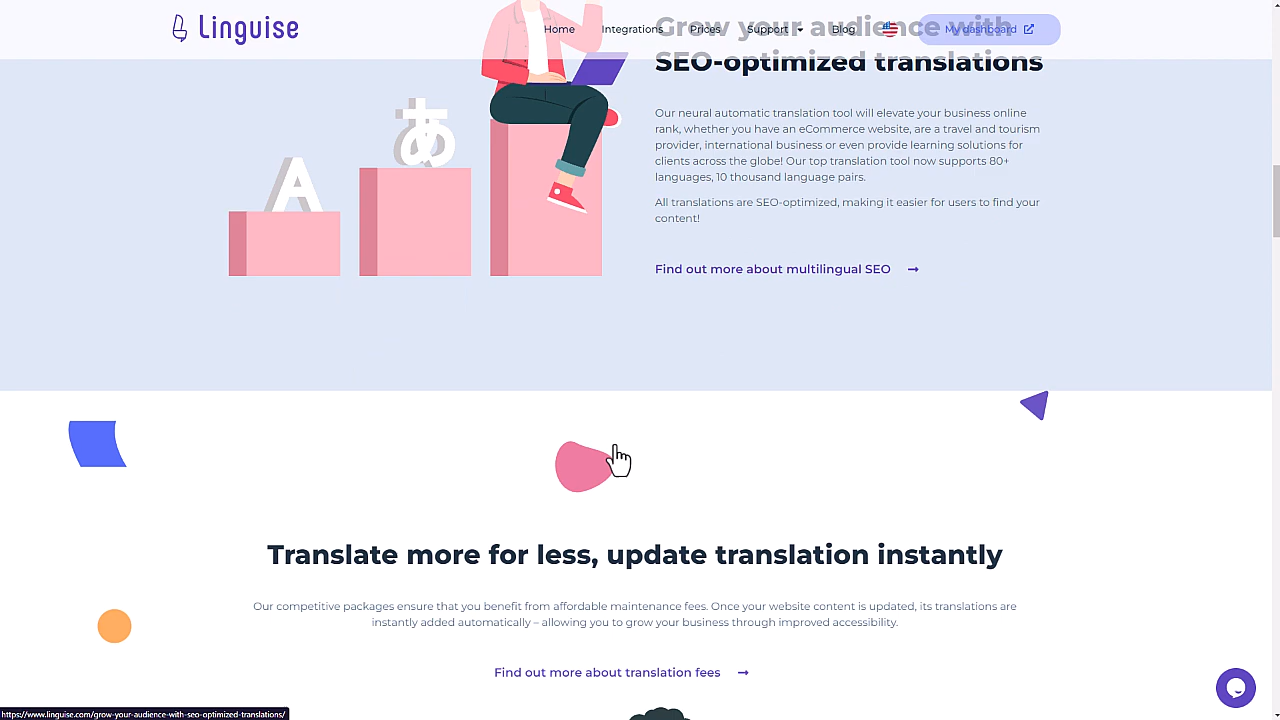 Linguise
Home Integrations Prices Support Blog My dashboard
Grow your audience with
SEO-optimized translations
Our neural automatic translation tool will elevate your business online
rank, whether you have an eCommerce website, are a travel and tourism
provider, international business or even provide learning solutions for
clients across the globe! Our top translation tool now supports 80+
languages, 10 thousand language pairs.
All translations are SEO-optimized, making it easier for users to find your
content!
Find out more about multilingual SEO
A
あ
Translate more for less, update translation instantly
Our competitive packages ensure that you benefit from affordable maintenance fees. Once your website content is updated, its translations are
instantly added automatically – allowing you to grow your business through improved accessibility.
Find out more about translation fees
https://www.linguise.com/grow-your-audience-with-seo-optimized-translations/